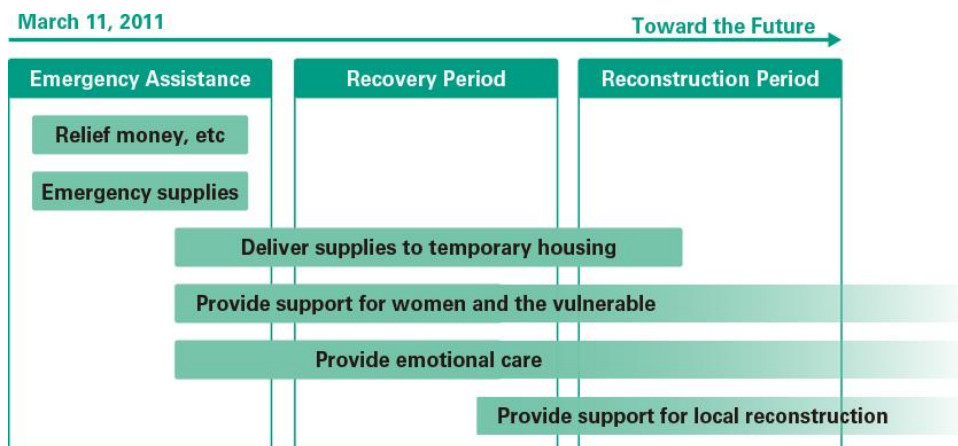 March 11, 2011
Toward the Future
Emergency Assistance
Recovery Period
Reconstruction Period
Relief money, etc
Emergency supplies
Deliver supplies to temporary housing
Provide support for women and the vulnerable
Provide emotional care
Provide support for local reconstruction